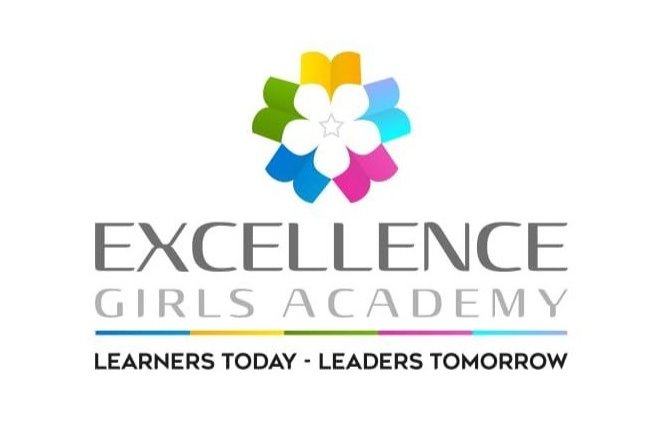 EXCELLENCE
GIRLS ACADEMY
LEARNERS TODAY - LEADERS TOMORROW